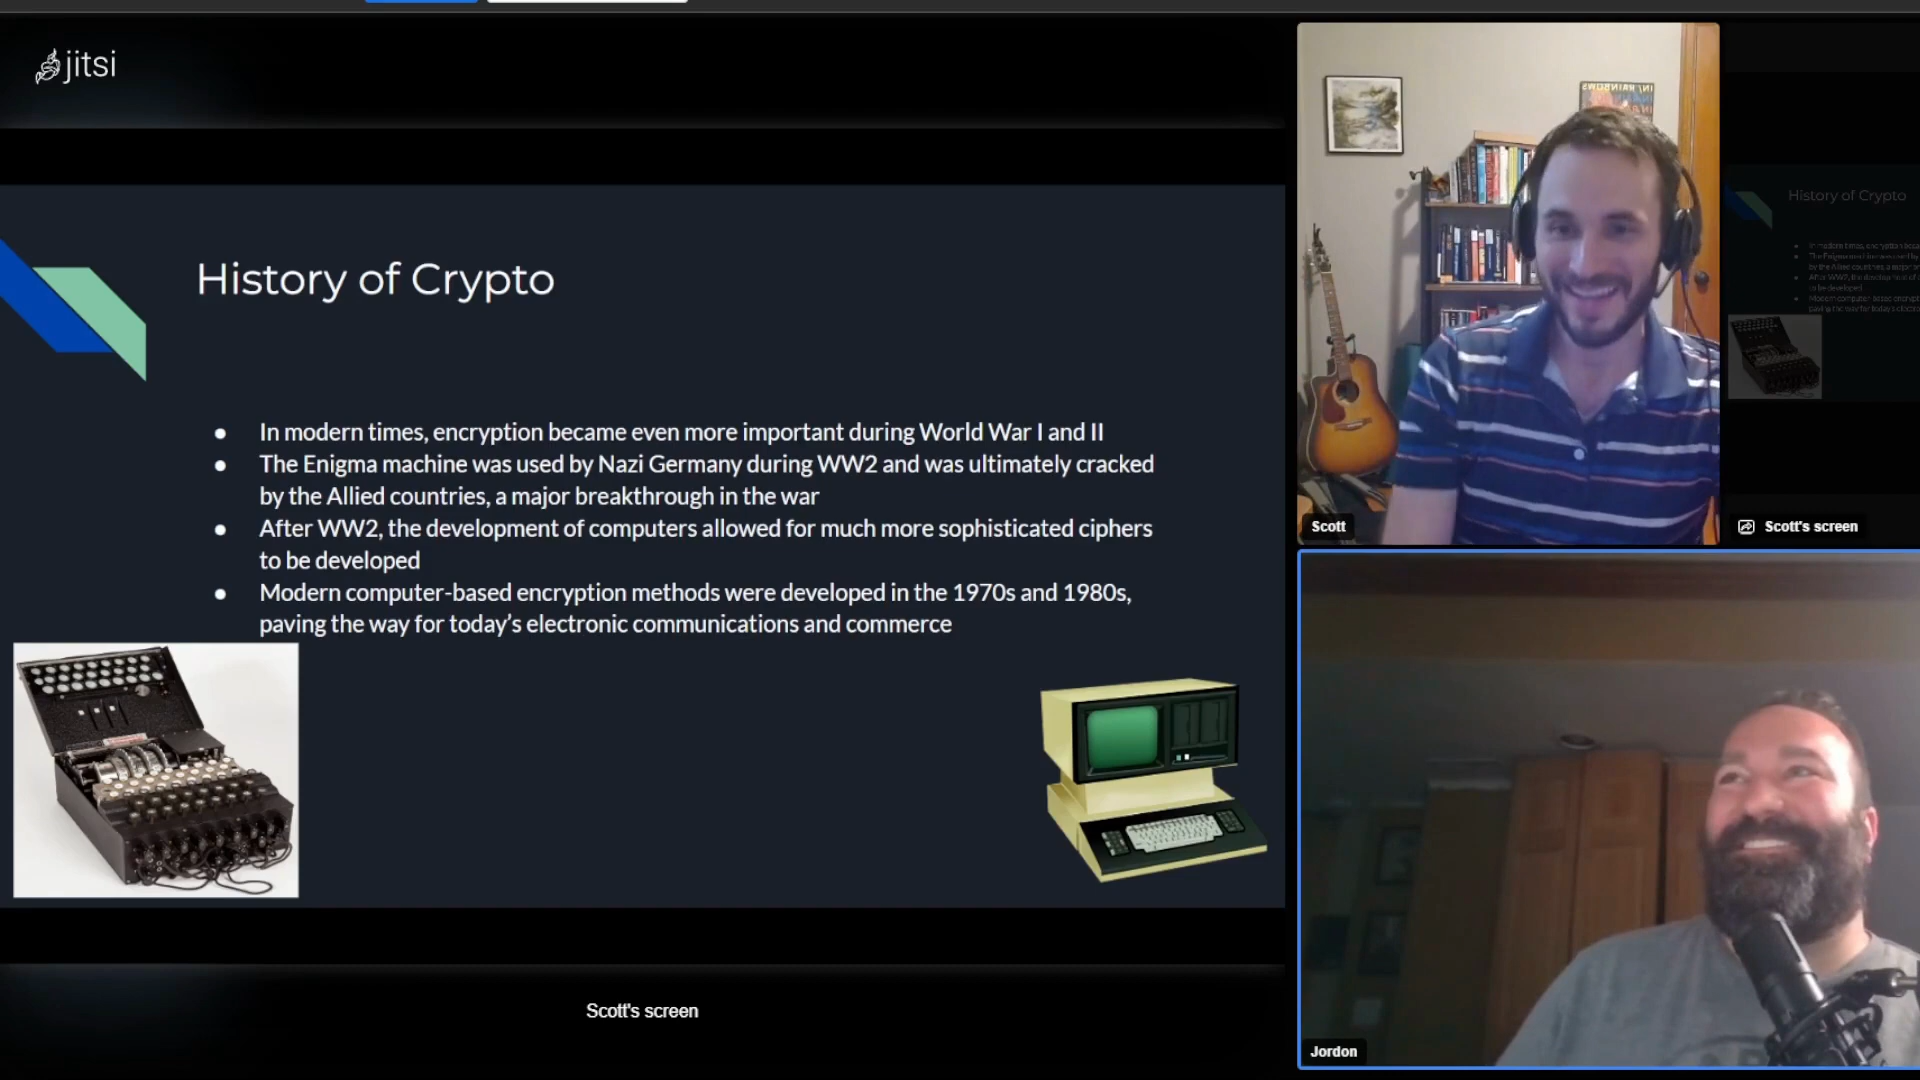 jitsi
History of Crypto
● In modern times, encryption became even more important during World War I and II
● The Enigma machine was used by Nazi Germany during WW2 and was ultimately cracked
by the Allied countries, a major breakthrough in the war
● After WW2, the development of computers allowed for much more sophisticated ciphers
to be developed
● Modern computer-based encryption methods were developed in the 1970s and 1980s,
paving the way for today's electronic communications and commerce
Scott's screen
Scott
History of Crypto
Scott's screen
Jordon